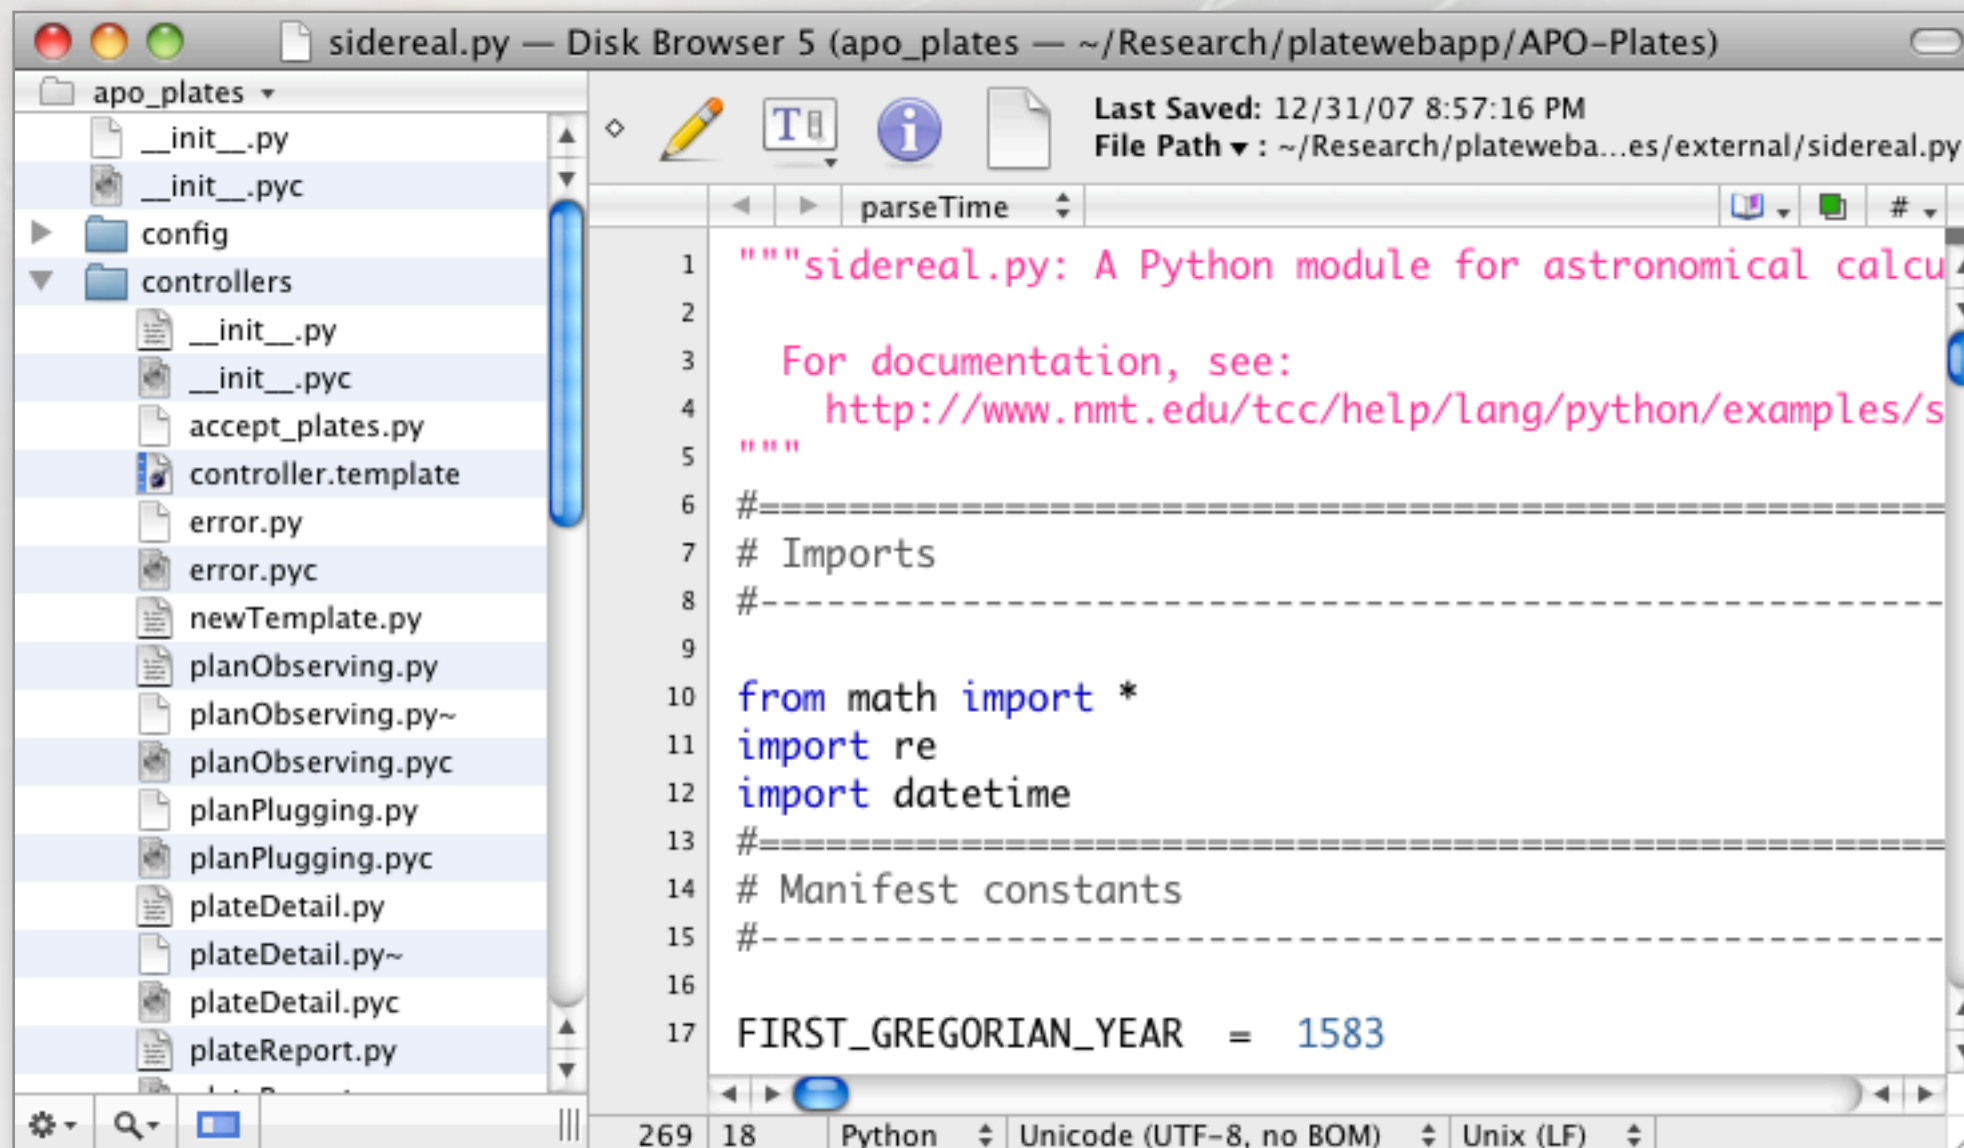 sidereal.py — Disk Browser 5 (apo_plates — ~/Research/platewebapp/APO-Plates)
apo_plates
__init__.py
__init__.pyc
config
controllers
__init__.py
__init__.pyc
accept_plates.py
controller.template
error.py
error.pyc
newTemplate.py
planObserving.py
planObserving.py~
planObserving.pyc
planPlugging.py
planPlugging.pyc
plateDetail.py
plateDetail.py~
plateDetail.pyc
plateReport.py
Last Saved: 12/31/07 8:57:16 PM
File Path ▾ : ~/Research/plateweba...es/external/sidereal.py
parseTime
#
1 """sidereal.py: A Python module for astronomical calcu
2
3 For documentation, see:
4 http://www.nmt.edu/tcc/help/lang/python/examples/s
5 """
6 #======================================================
7 # Imports
8 #------------------------------------------------------
9
10 from math import *
11 import re
12 import datetime
13 #======================================================
14 # Manifest constants
15 #------------------------------------------------------
16
17 FIRST_GREGORIAN_YEAR = 1583
269 18 Python Unicode (UTF-8, no BOM) Unix (LF)